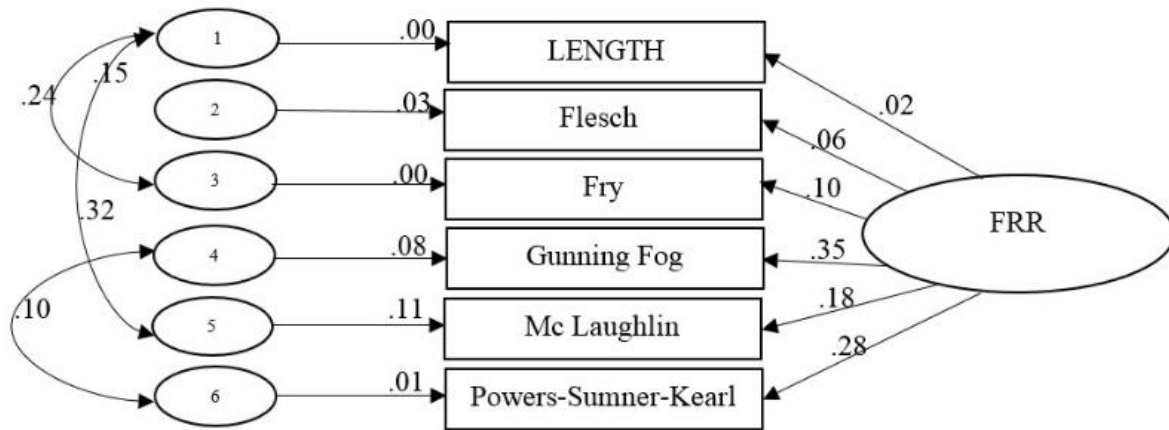 1 .00 LENGTH
.15
.02
.24
2 .03 Flesch
.06
3 .00 Fry
.10
.32
FRR
4 .08 Gunning Fog
.35
.10
.18
5 .11 Mc Laughlin
.28
6 .01 Powers-Sumner-Kearl